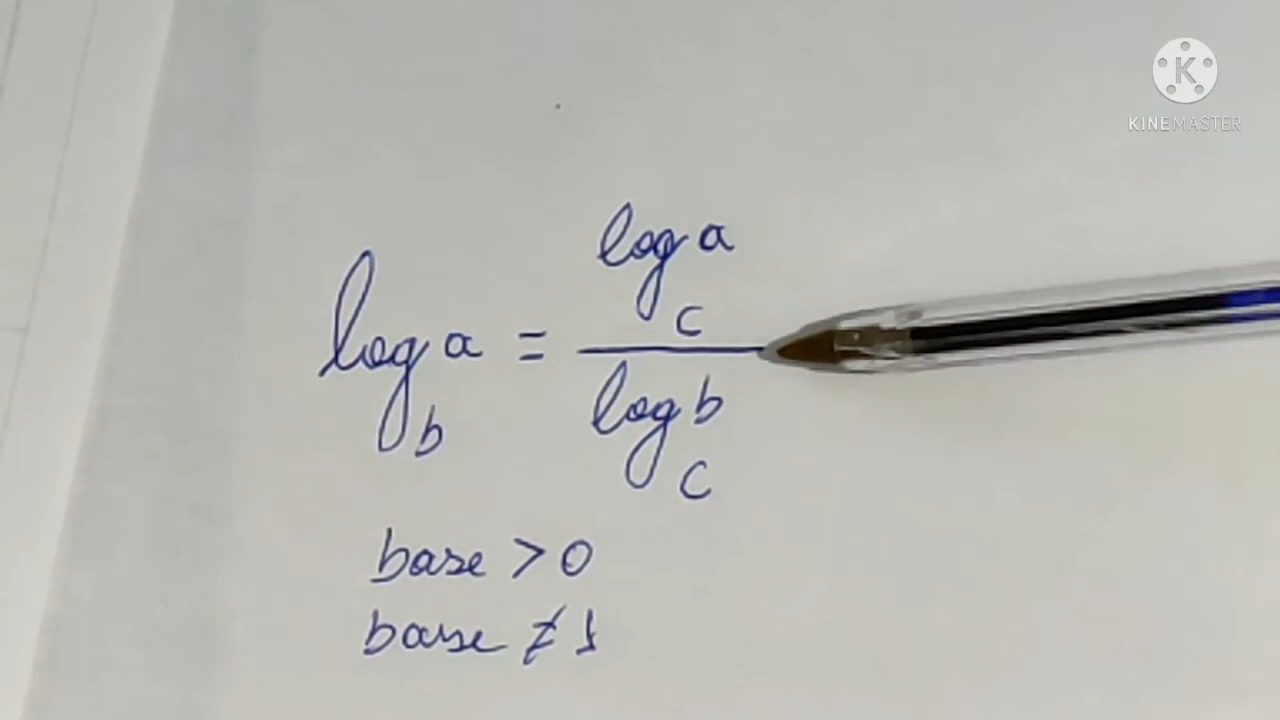 K
KINEMASTER
log_b a = log_c a / log_c b
base > 0
base ≠ 1